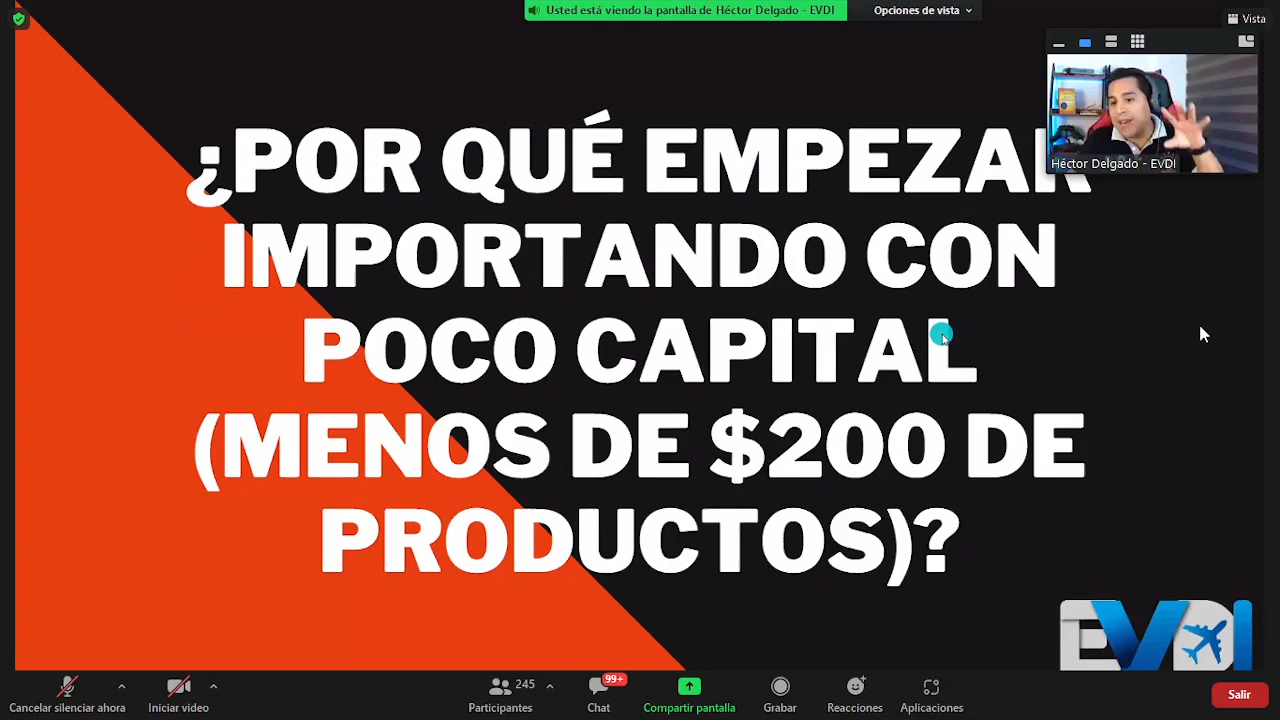 Usted está viendo la pantalla de Héctor Delgado - EVDI
Opciones de vista
Vista
Héctor Delgado - EVDI
¿POR QUÉ EMPEZAR
IMPORTANDO CON
POCO CAPITAL
(MENOS DE $200 DE
PRODUCTOS)?
EVDI
99+
245
Cancelar silenciar ahora
Iniciar video
Participantes
Chat
Compartir pantalla
Grabar
Reacciones
Aplicaciones
Salir